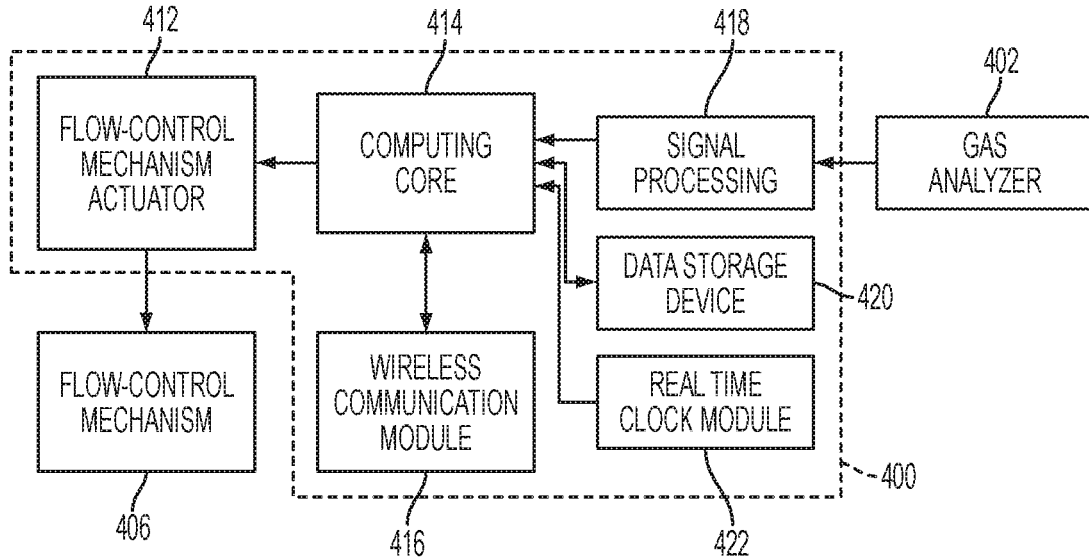 412
414
418
402
FLOW-CONTROL
MECHANISM
ACTUATOR
COMPUTING
CORE
SIGNAL
PROCESSING
GAS
ANALYZER
DATA STORAGE
DEVICE
420
FLOW-CONTROL
MECHANISM
WIRELESS
COMMUNICATION
MODULE
REAL TIME
CLOCK MODULE
400
406
416
422